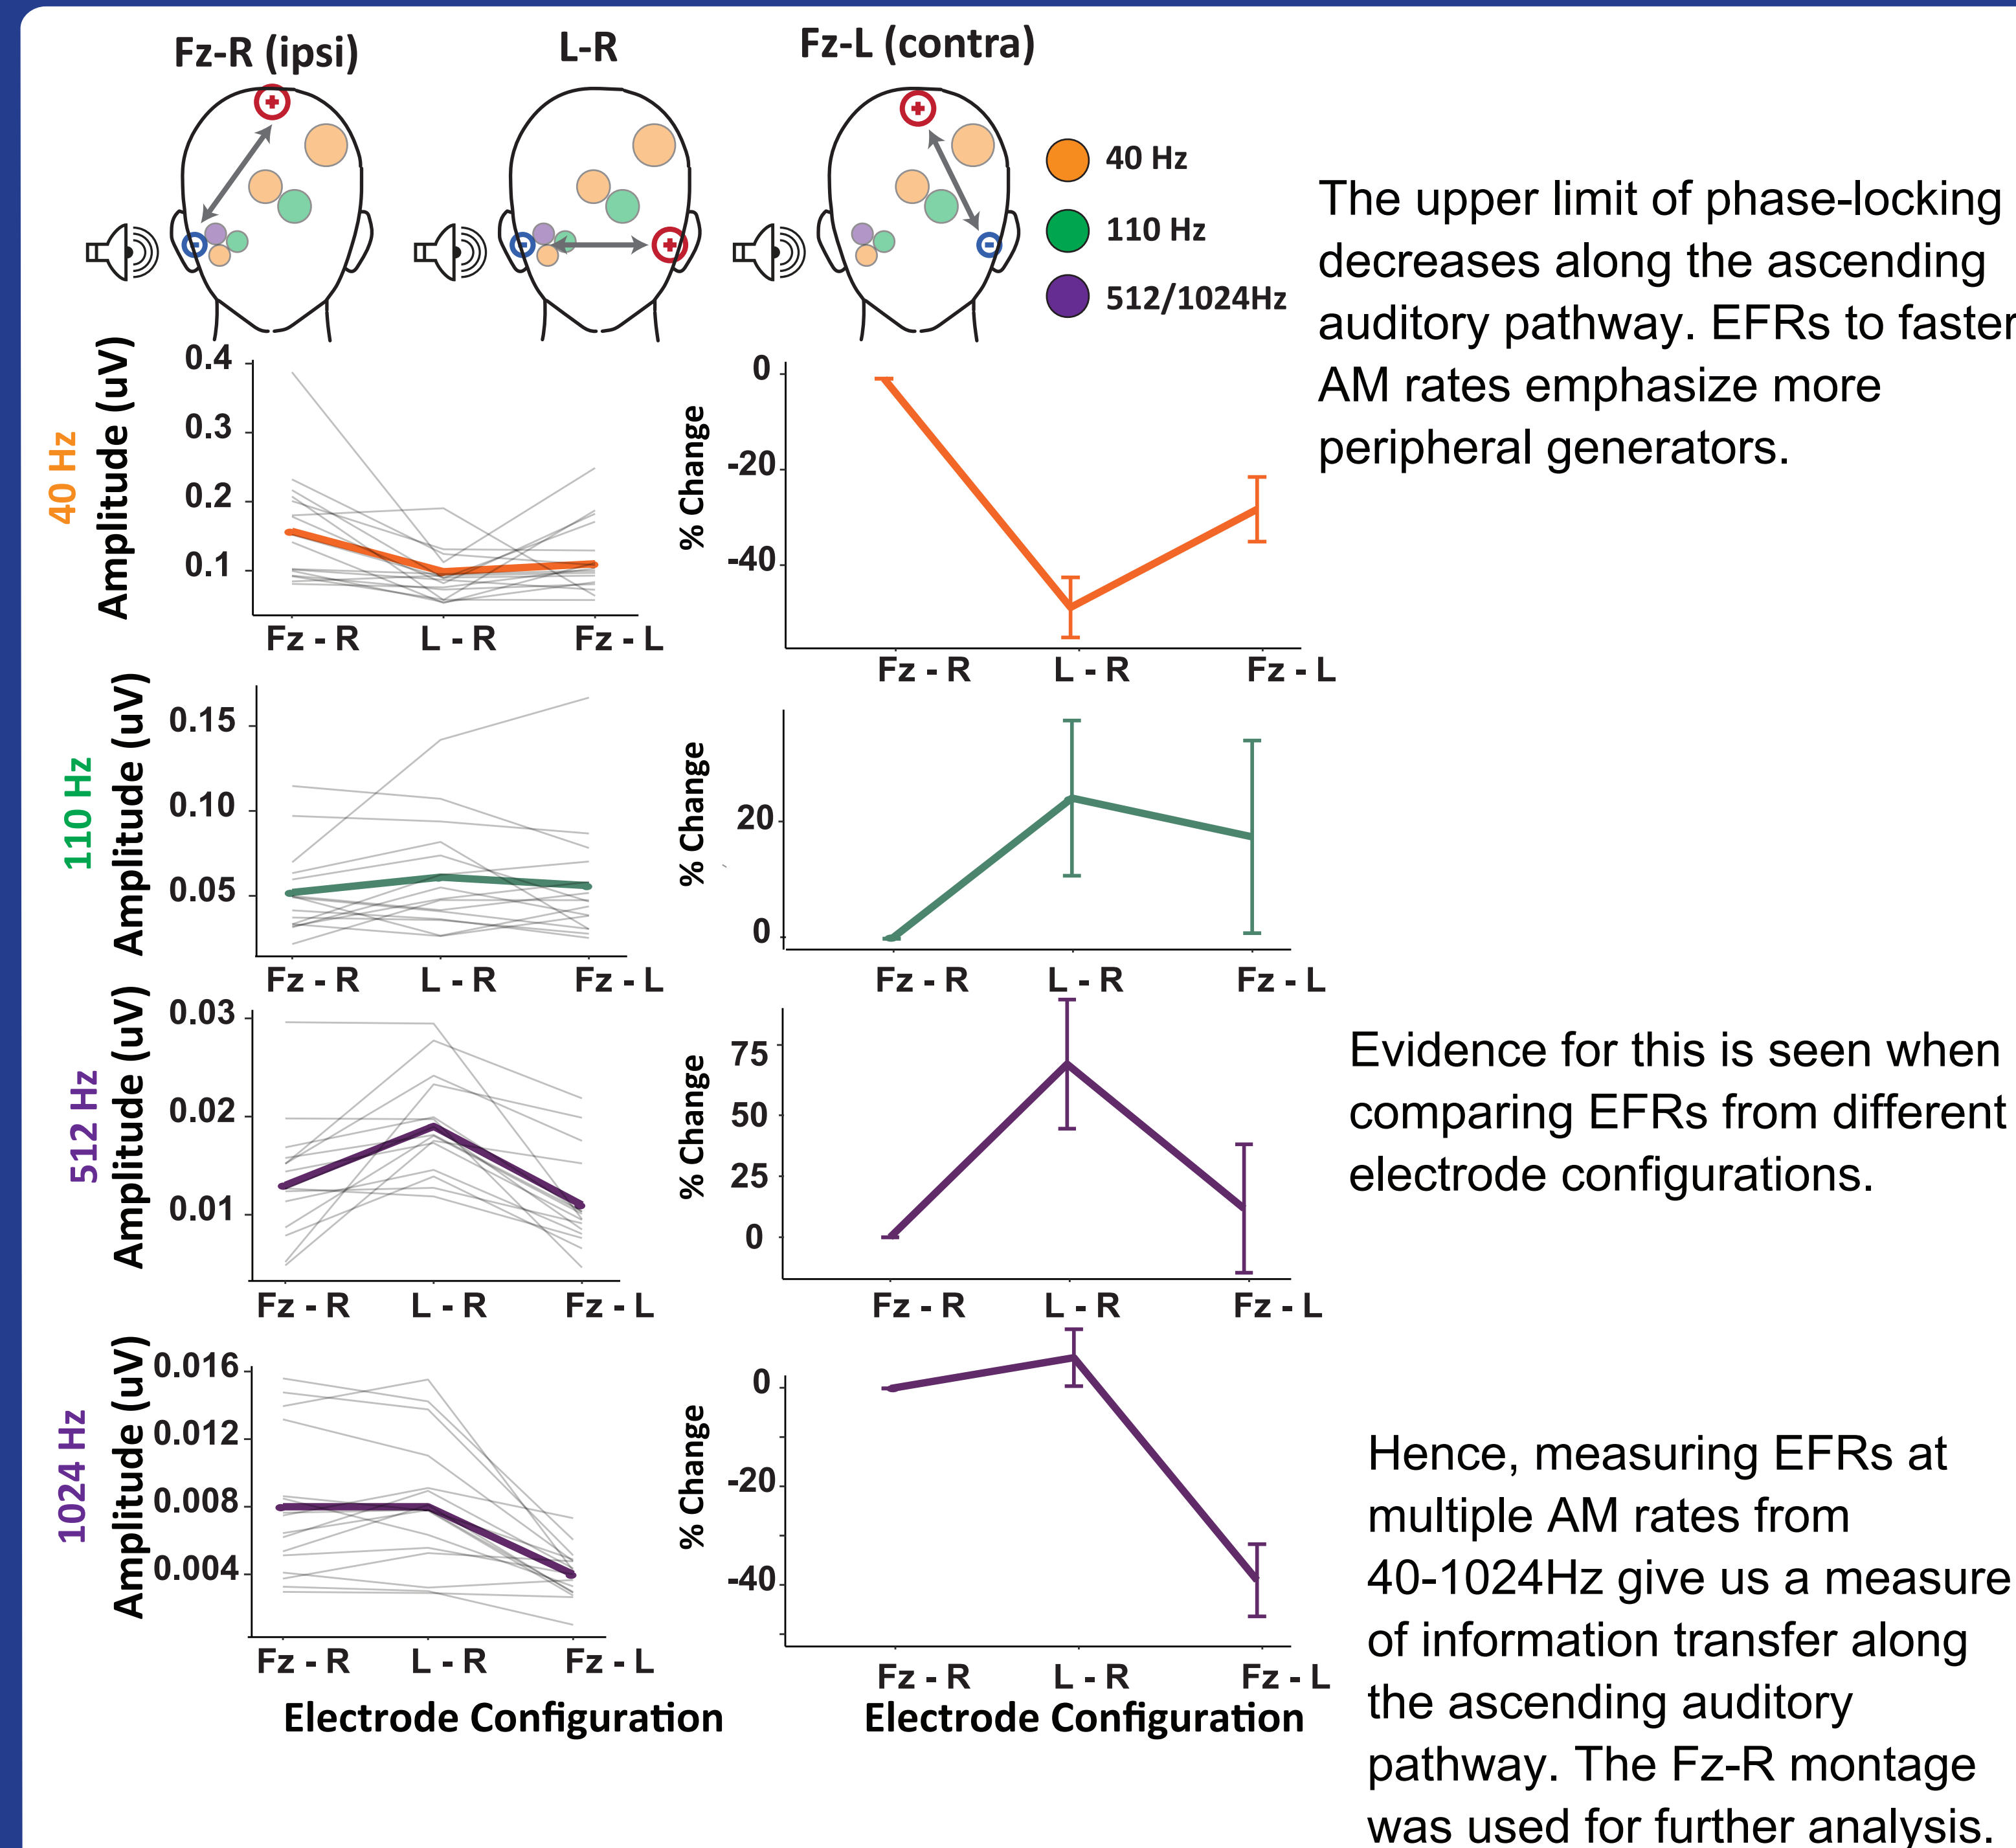 Fz-R (ipsi)
L-R
Fz-L (contra)
40 Hz
110 Hz
512/1024Hz
The upper limit of phase-locking
decreases along the ascending
auditory pathway. EFRs to faster
AM rates emphasize more
peripheral generators.
40 Hz
Amplitude (uV)
0.4
0.3
0.2
0.1
Fz - R
L - R
Fz - L
% Change
0
-20
-40
Fz - R
L - R
Fz - L
110 Hz
Amplitude (uV)
0.15
0.10
0.05
Fz - R
L - R
Fz - L
% Change
20
0
Fz - R
L - R
Fz - L
512 Hz
Amplitude (uV)
0.03
0.02
0.01
Fz - R
L - R
Fz - L
% Change
75
50
25
0
Fz - R
L - R
Fz - L
Evidence for this is seen when
comparing EFRs from different
electrode configurations.
1024 Hz
Amplitude (uV)
0.016
0.012
0.008
0.004
Fz - R
L - R
Fz - L
Electrode Configuration
% Change
0
-20
-40
Fz - R
L - R
Fz - L
Electrode Configuration
Hence, measuring EFRs at
multiple AM rates from
40-1024Hz give us a measure
of information transfer along
the ascending auditory
pathway. The Fz-R montage
was used for further analysis.